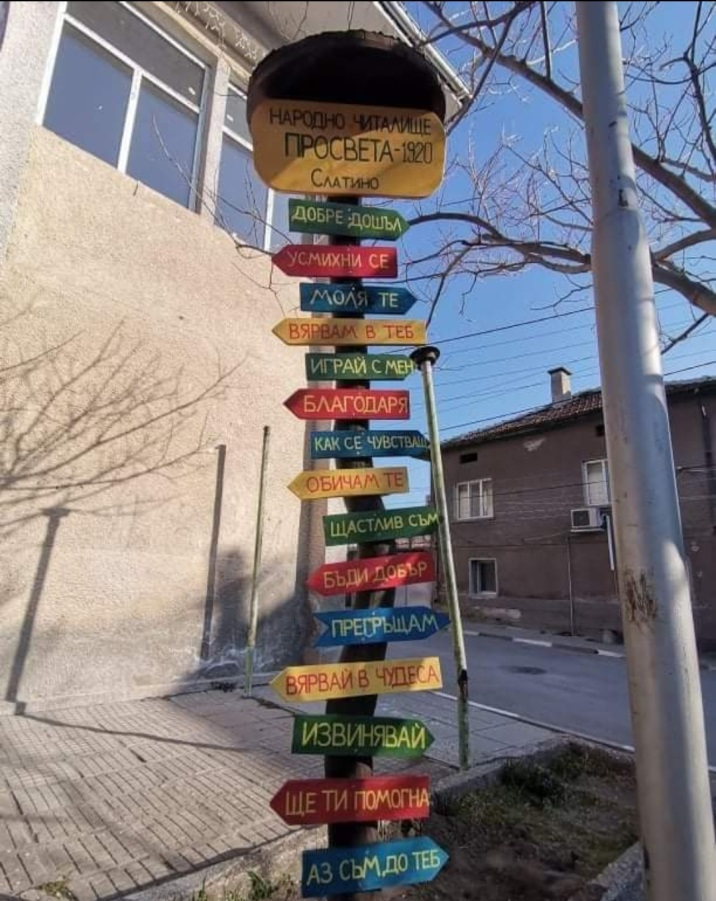 НАРОДНО ЧИТАЛИЩЕ
ПРОСВЕТА-1920
СЛАТИНО
ДОБРЕ ДОШЪЛ
УСМИХНИ СЕ
МОЛЯ ТЕ
ВЯРВАМ В ТЕБ
ИГРАЙ С МЕН
БЛАГОДАРЯ
КАК СЕ ЧУВСТВАШ
ОБИЧАМ ТЕ
ЩАСТЛИВ СЪМ
БЪДИ ДОБЪР
ПРЕГРЪЩАМ
ВЯРВАЙ В ЧУДЕСА
ИЗВИНЯВАЙ
ЩЕ ТИ ПОМОГНА
АЗ СЪМ ДО ТЕБ